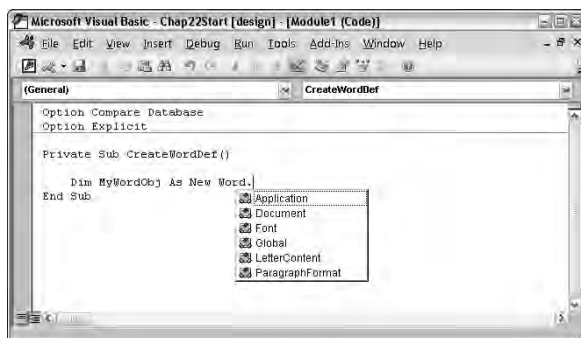 Microsoft Visual Basic - Chap22Start [design] - [Module1 (Code)]
File Edit View Insert Debug Run Tools Add-Ins Window Help
(General) CreateWordDef
Option Compare Database
Option Explicit
Private Sub CreateWordDef()
Dim MyWordObj As New Word.
End Sub
Application
Document
Font
Global
LetterContent
ParagraphFormat